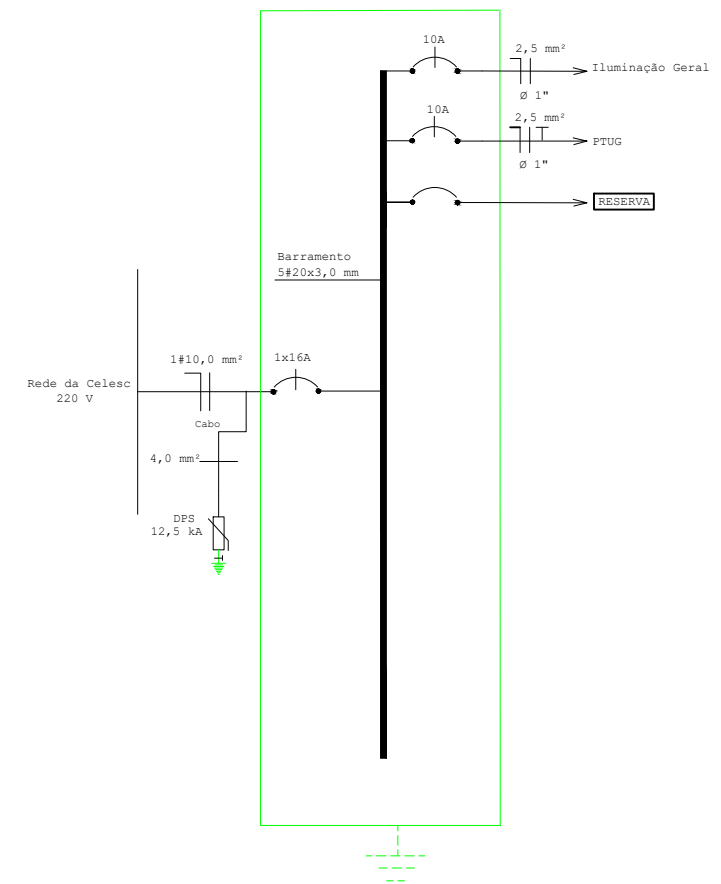 10A
2,5 mm²
Iluminação Geral
Ø 1"
10A
2,5 mm²
PTUG
Ø 1"
RESERVA
Barramento
5#20x3,0 mm
1#10,0 mm²
1x16A
Rede da Celesc
220 V
Cabo
4,0 mm²
DPS
12,5 kA